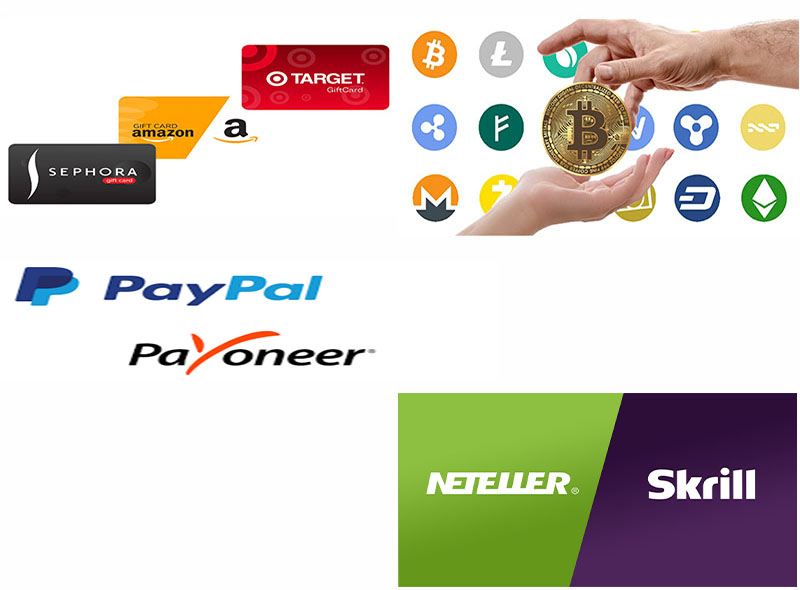 TARGET
GiftCard
GIFT CARD
amazon
a
SEPHORA
gift card
PayPal
Payoneer®
NETELLER®
Skrill